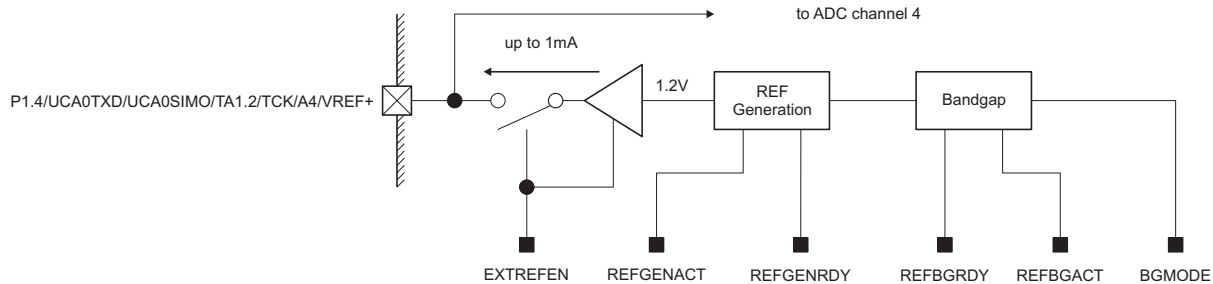 to ADC channel 4
up to 1mA
P1.4/UCA0TXD/UCA0SIMO/TA1.2/TCK/A4/VREF+
1.2V
REF
Generation
Bandgap
EXTREFEN
REFGENACT
REFGENRDY
REFBGRDY
REFBGACT
BGMODE